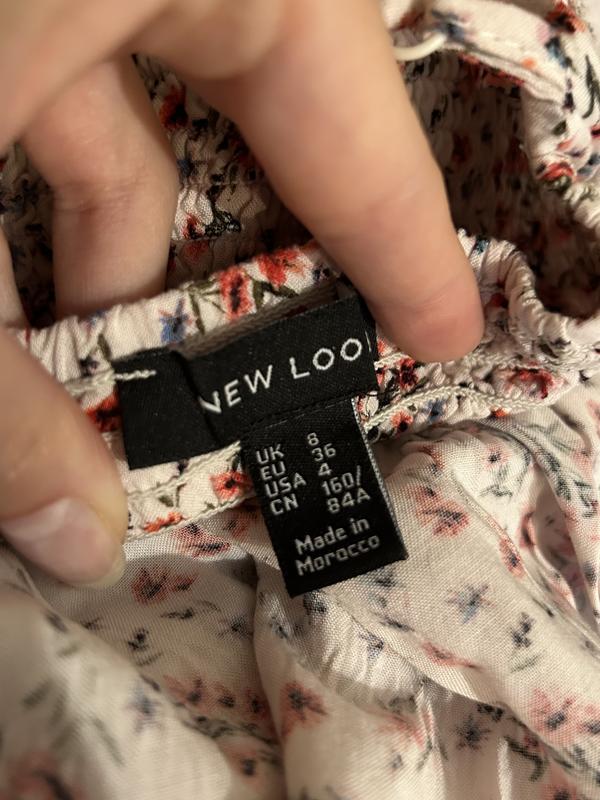 NEW LOO
UK 8
EU 36
USA 4
CN 160/
84A
Made in
Morocco